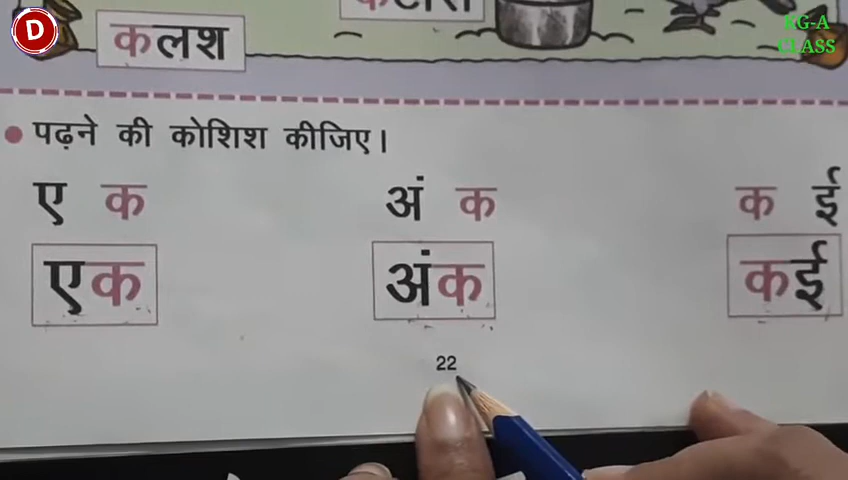 D
KG-A
CLASS
कलश
पढ़ने की कोशिश कीजिए।
ए क
अं क
क ई
एक
अंक
कई
22